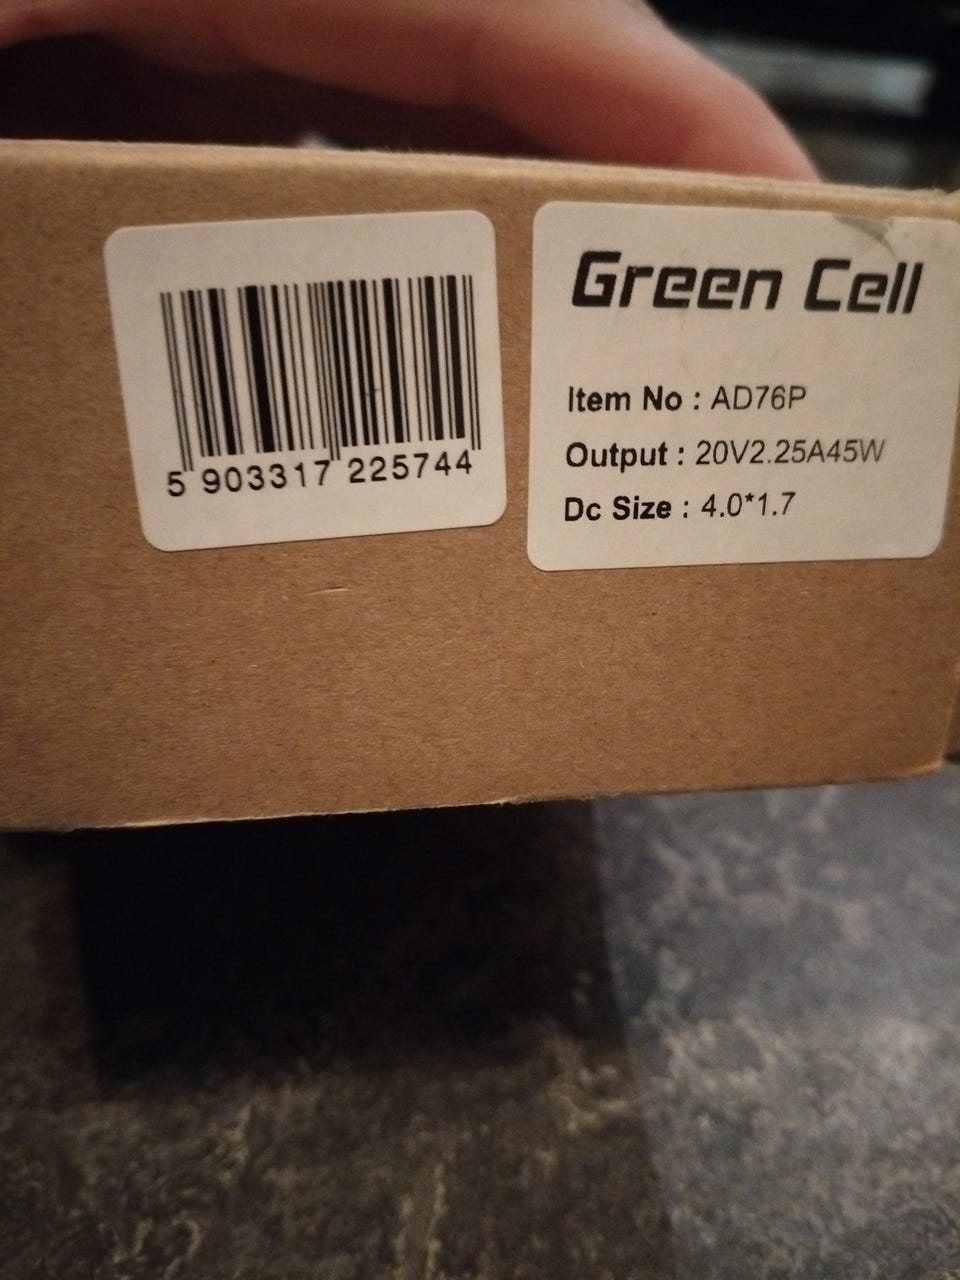 5 903317 225744
Green Cell
Item No : AD76P
Output : 20V2.25A45W
Dc Size : 4.0*1.7